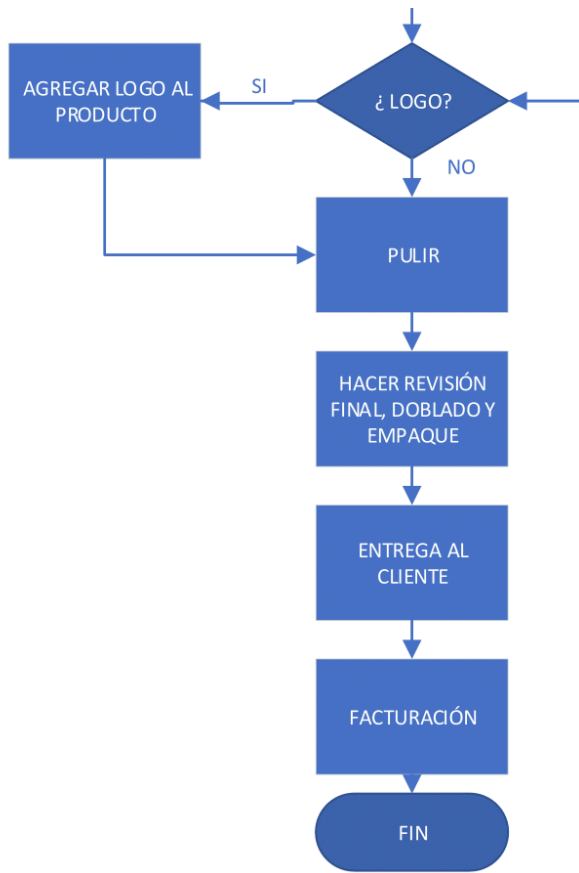 AGREGAR LOGO AL
PRODUCTO
SI
¿ LOGO?
NO
PULIR
HACER REVISIÓN
FINAL, DOBLADO Y
EMPAQUE
ENTREGA AL
CLIENTE
FACTURACIÓN
FIN